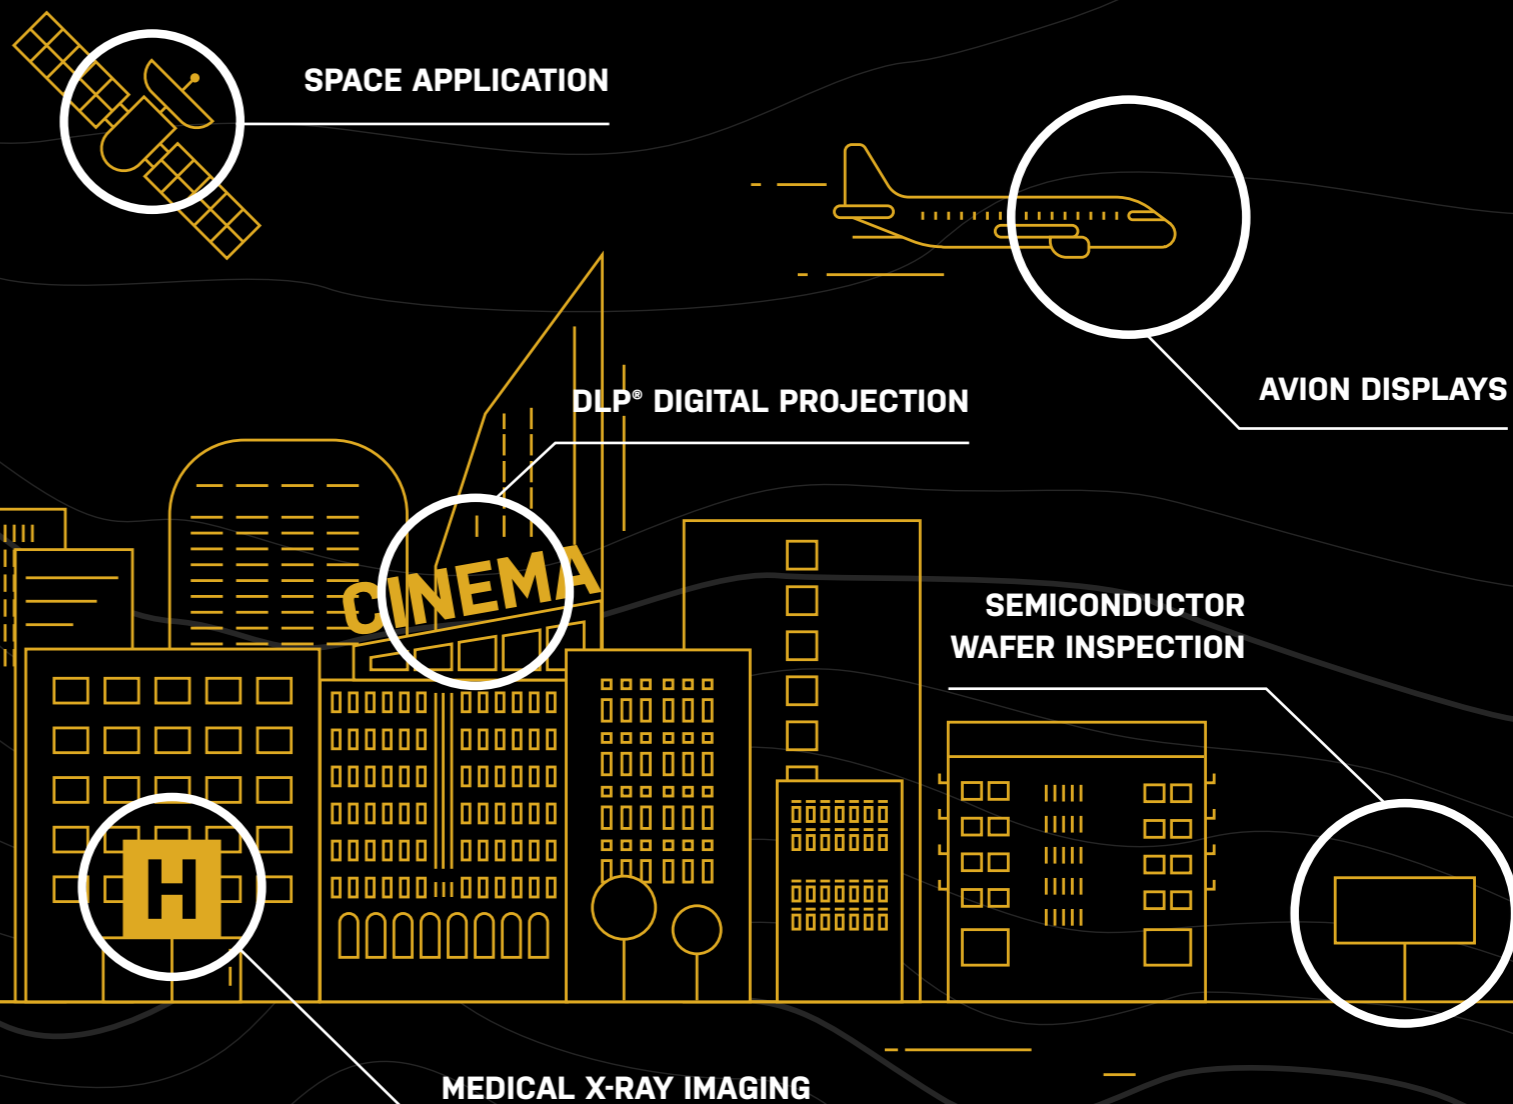 SPACE APPLICATION
AVION DISPLAYS
DLP® DIGITAL PROJECTION
CINEMA
SEMICONDUCTOR
WAFER INSPECTION
H
MEDICAL X-RAY IMAGING